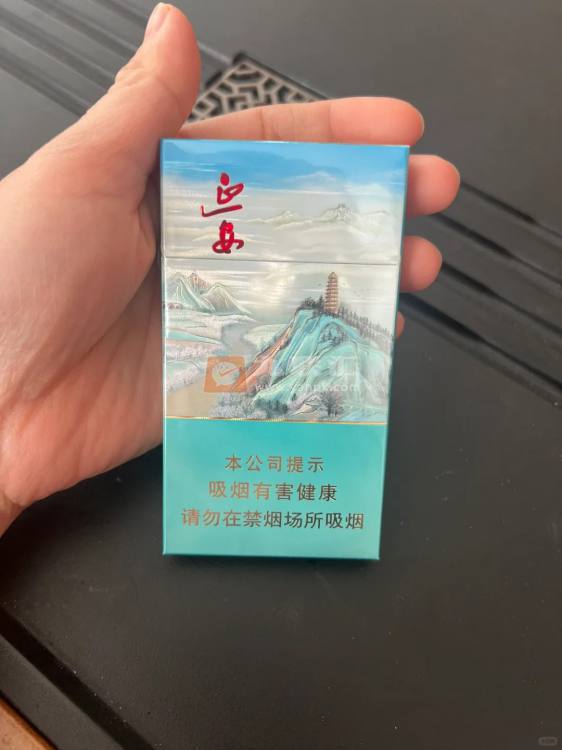 延安
本公司提示
吸烟有害健康
请勿在禁烟场所吸烟